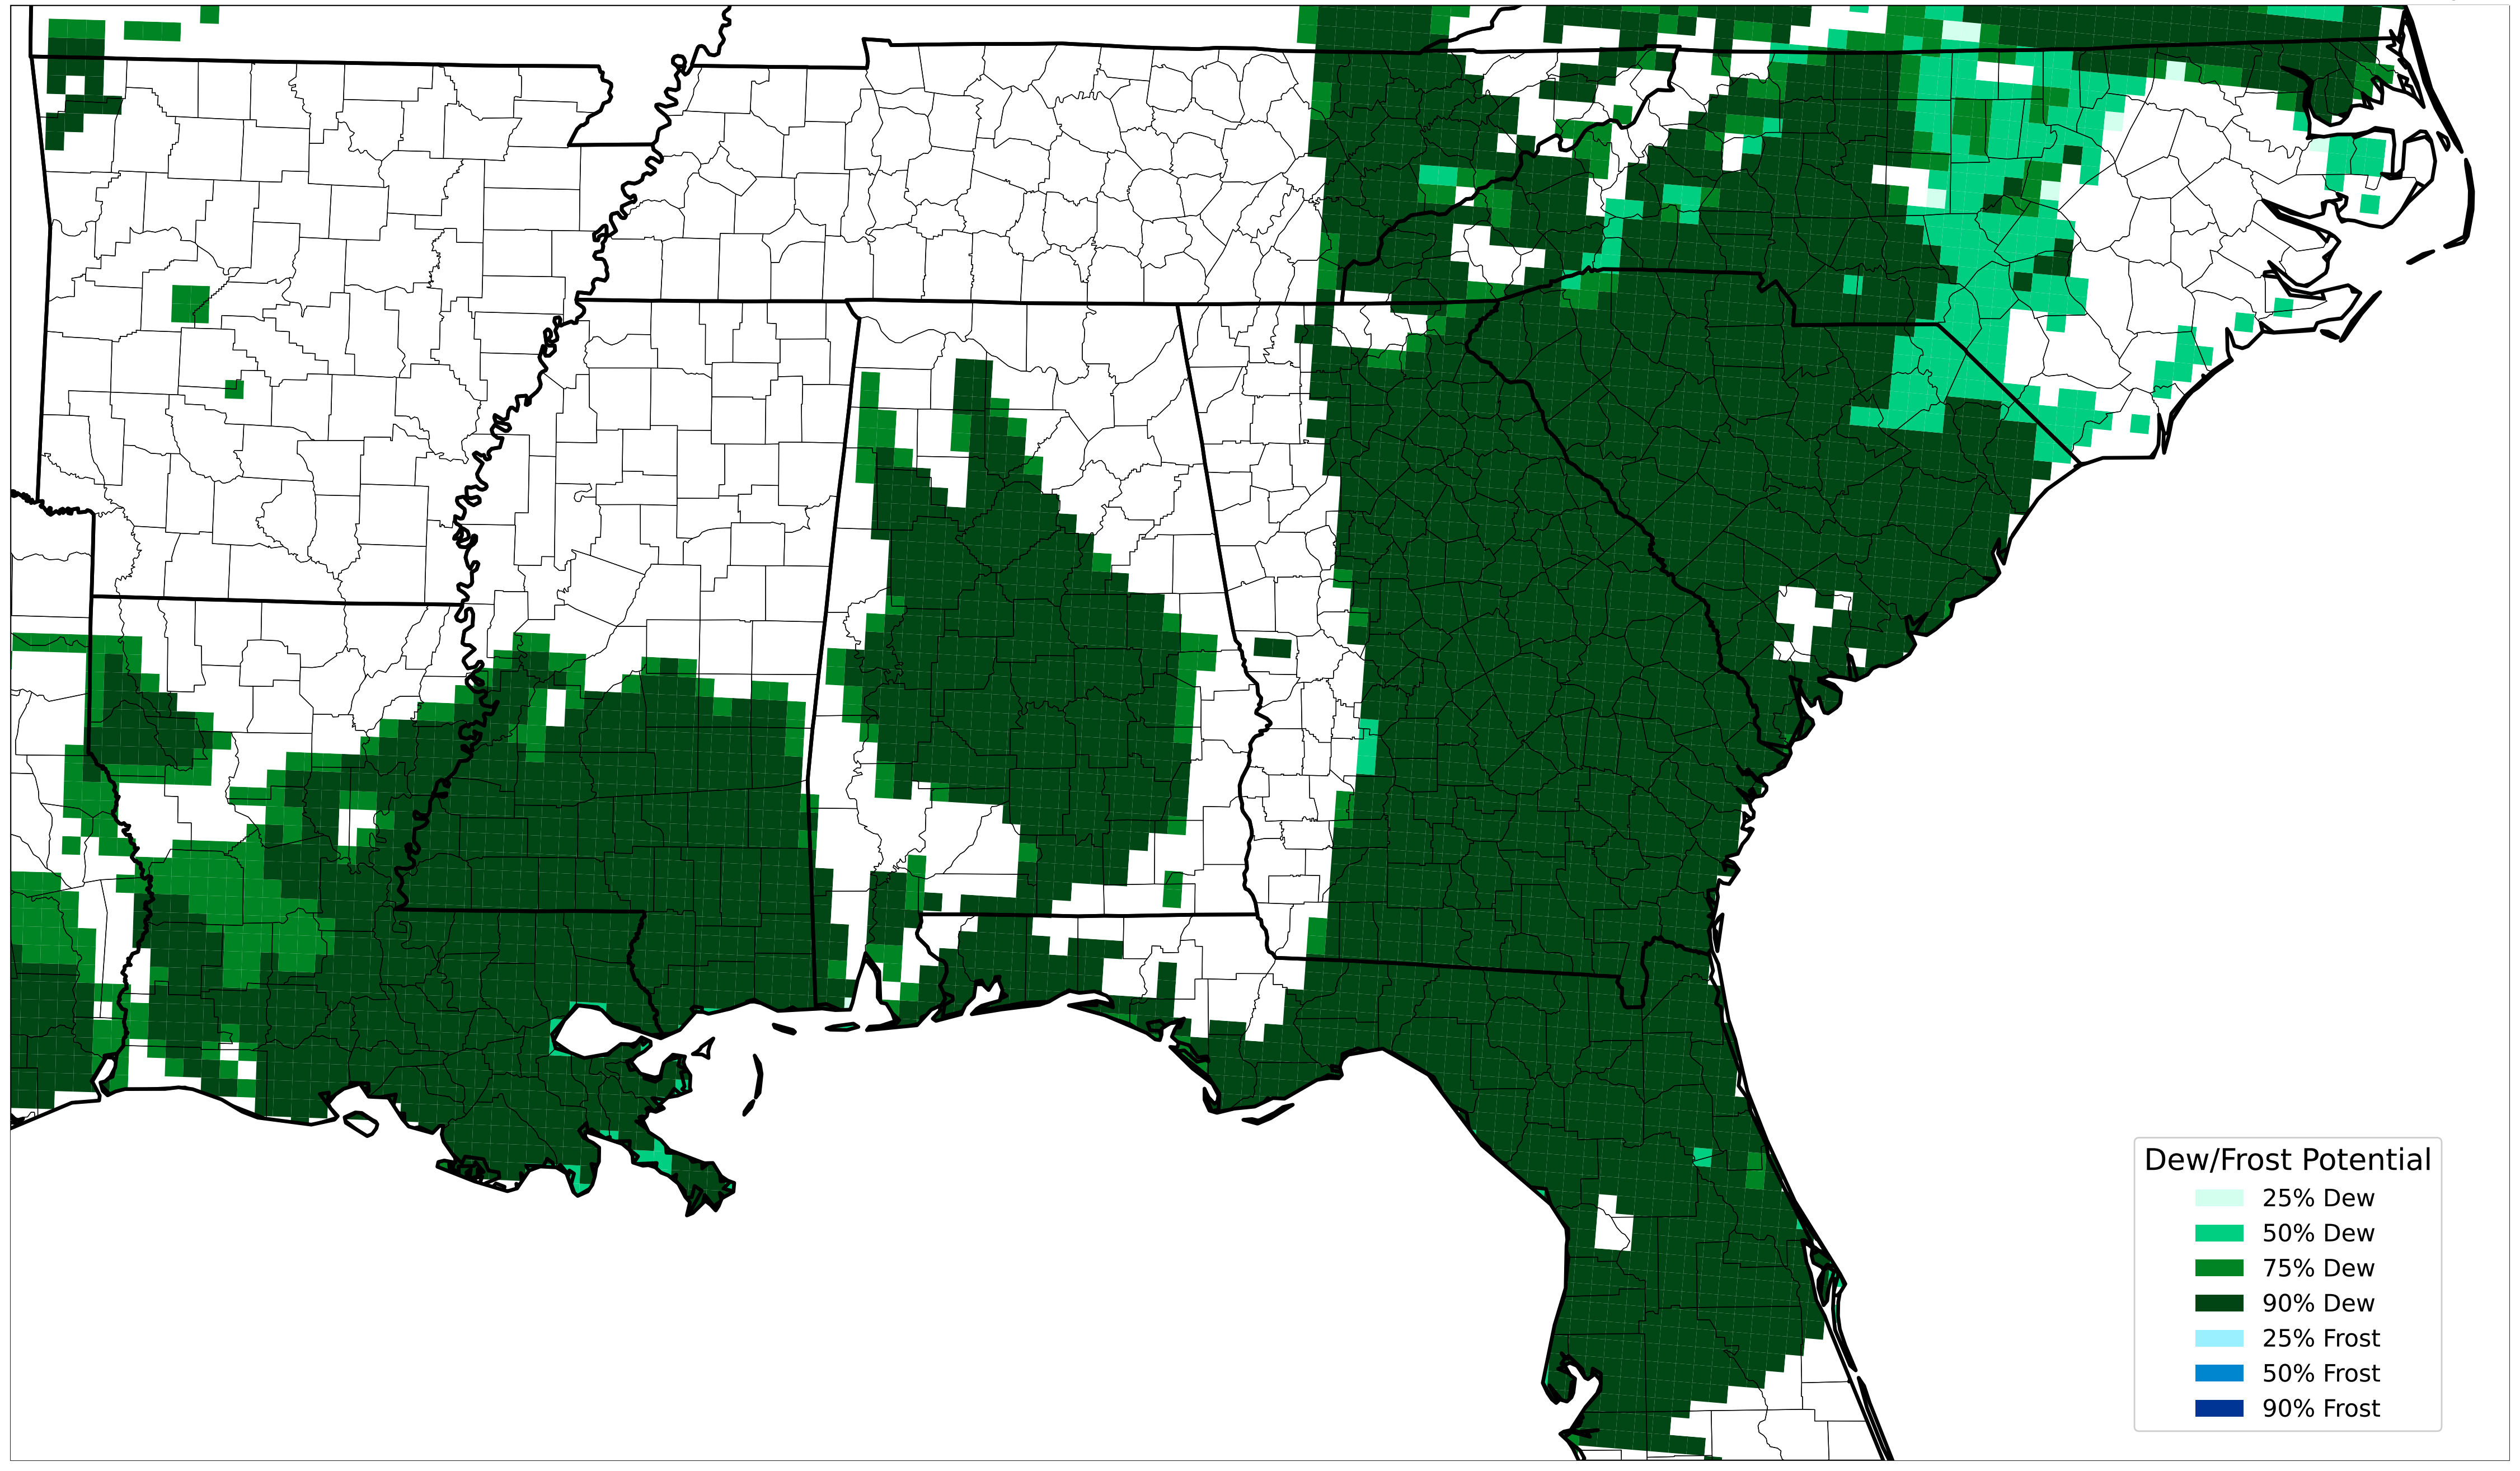 Dew/Frost Potential
25% Dew
50% Dew
75% Dew
90% Dew
25% Frost
50% Frost
90% Frost